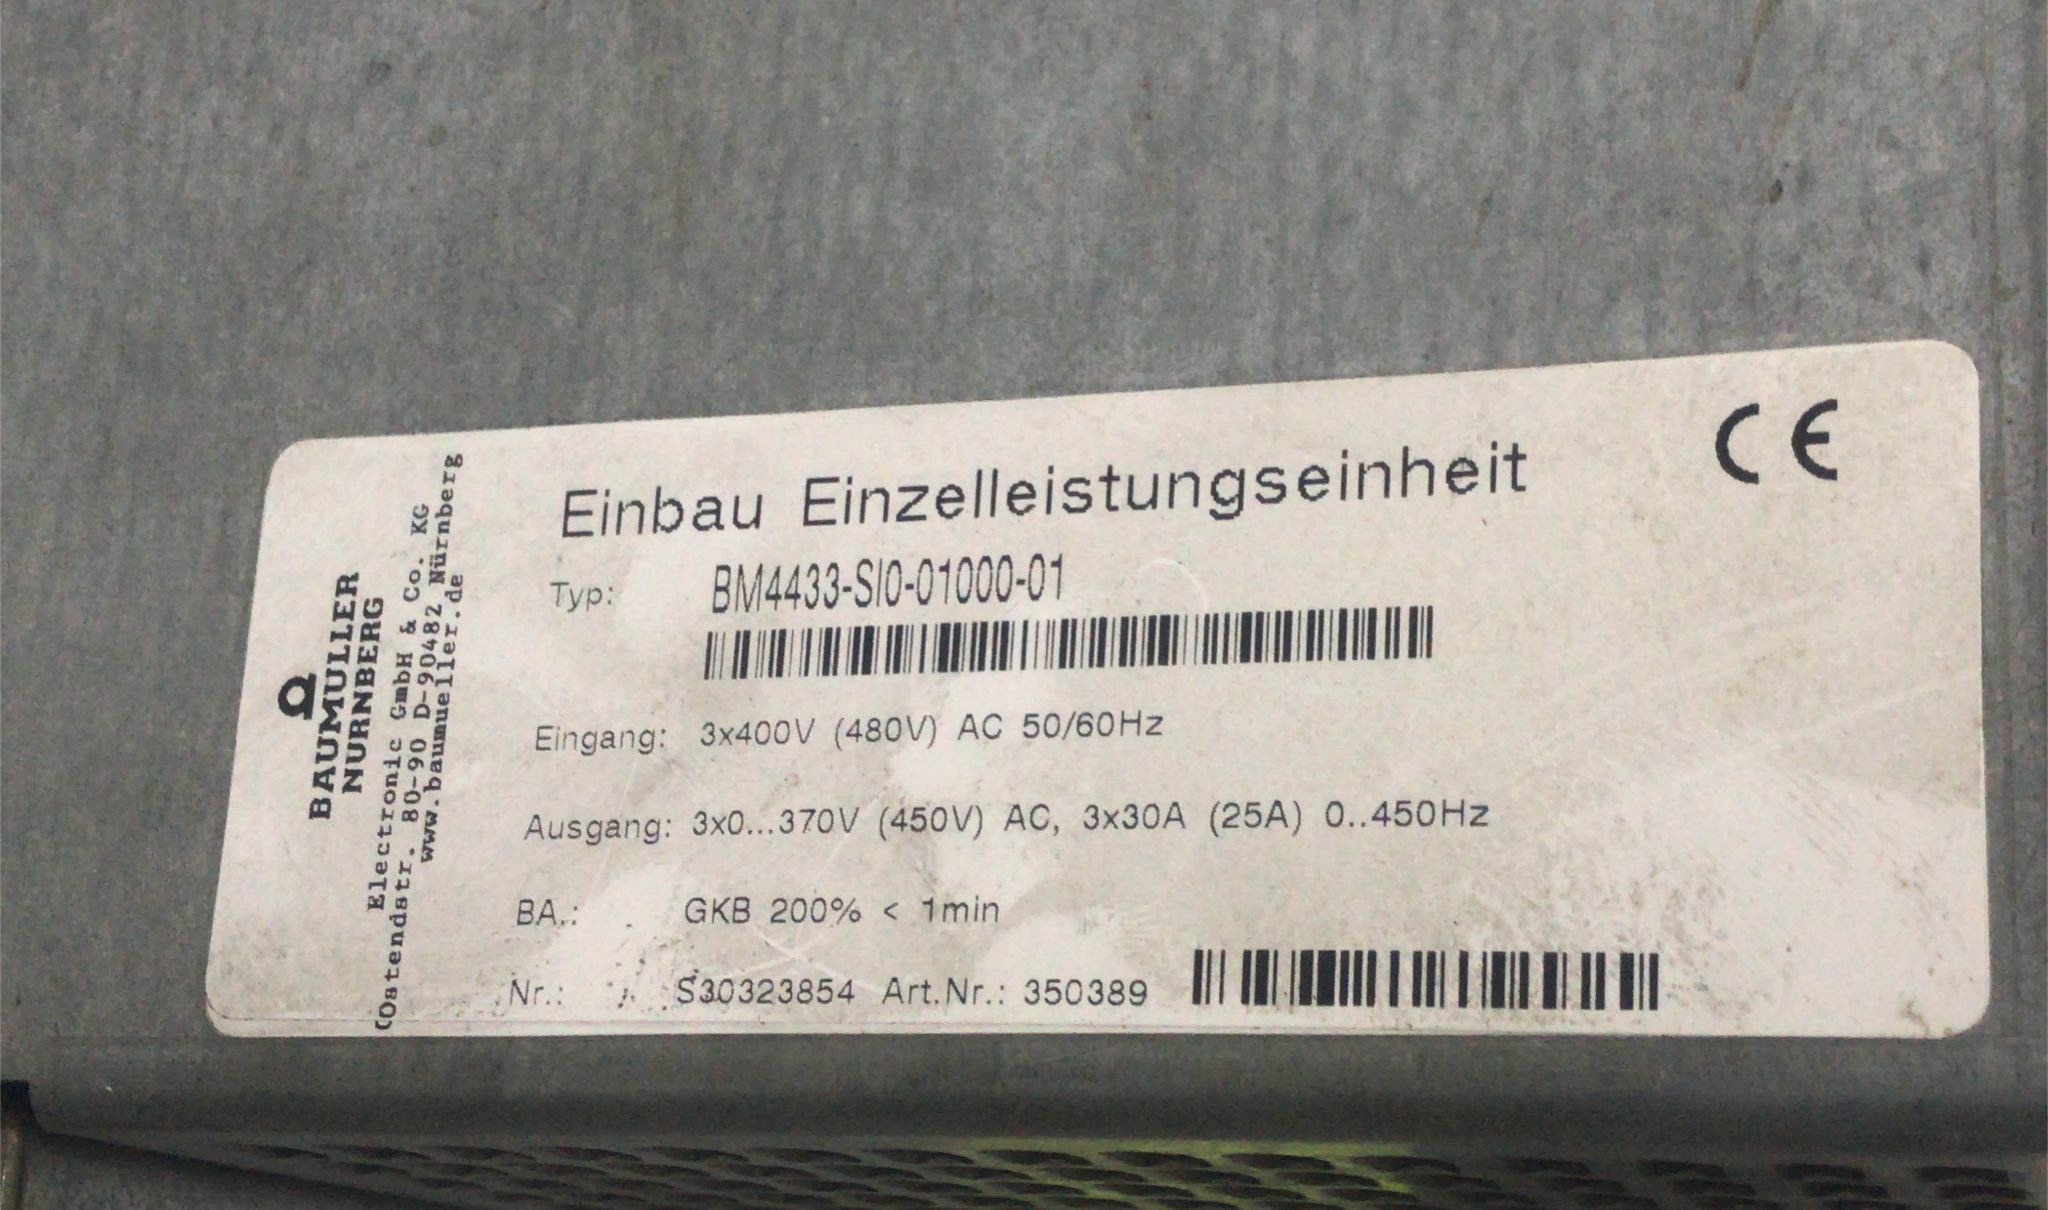 Einbau Einzelleistungseinheit
CE
Typ: BM4433-SI0-01000-01
Eingang: 3x400V (480V) AC 50/60Hz
Ausgang: 3x0...370V (450V) AC, 3x30A (25A) 0..450Hz
BA.: GKB 200% < 1min
Nr.: S30323854 Art.Nr.: 350389
BAUMULLER
NURNBERG
Electronic GmbH & Co. KG
Ostendstr. 80-90 D-90482 Nürnberg
www.baumueller.de